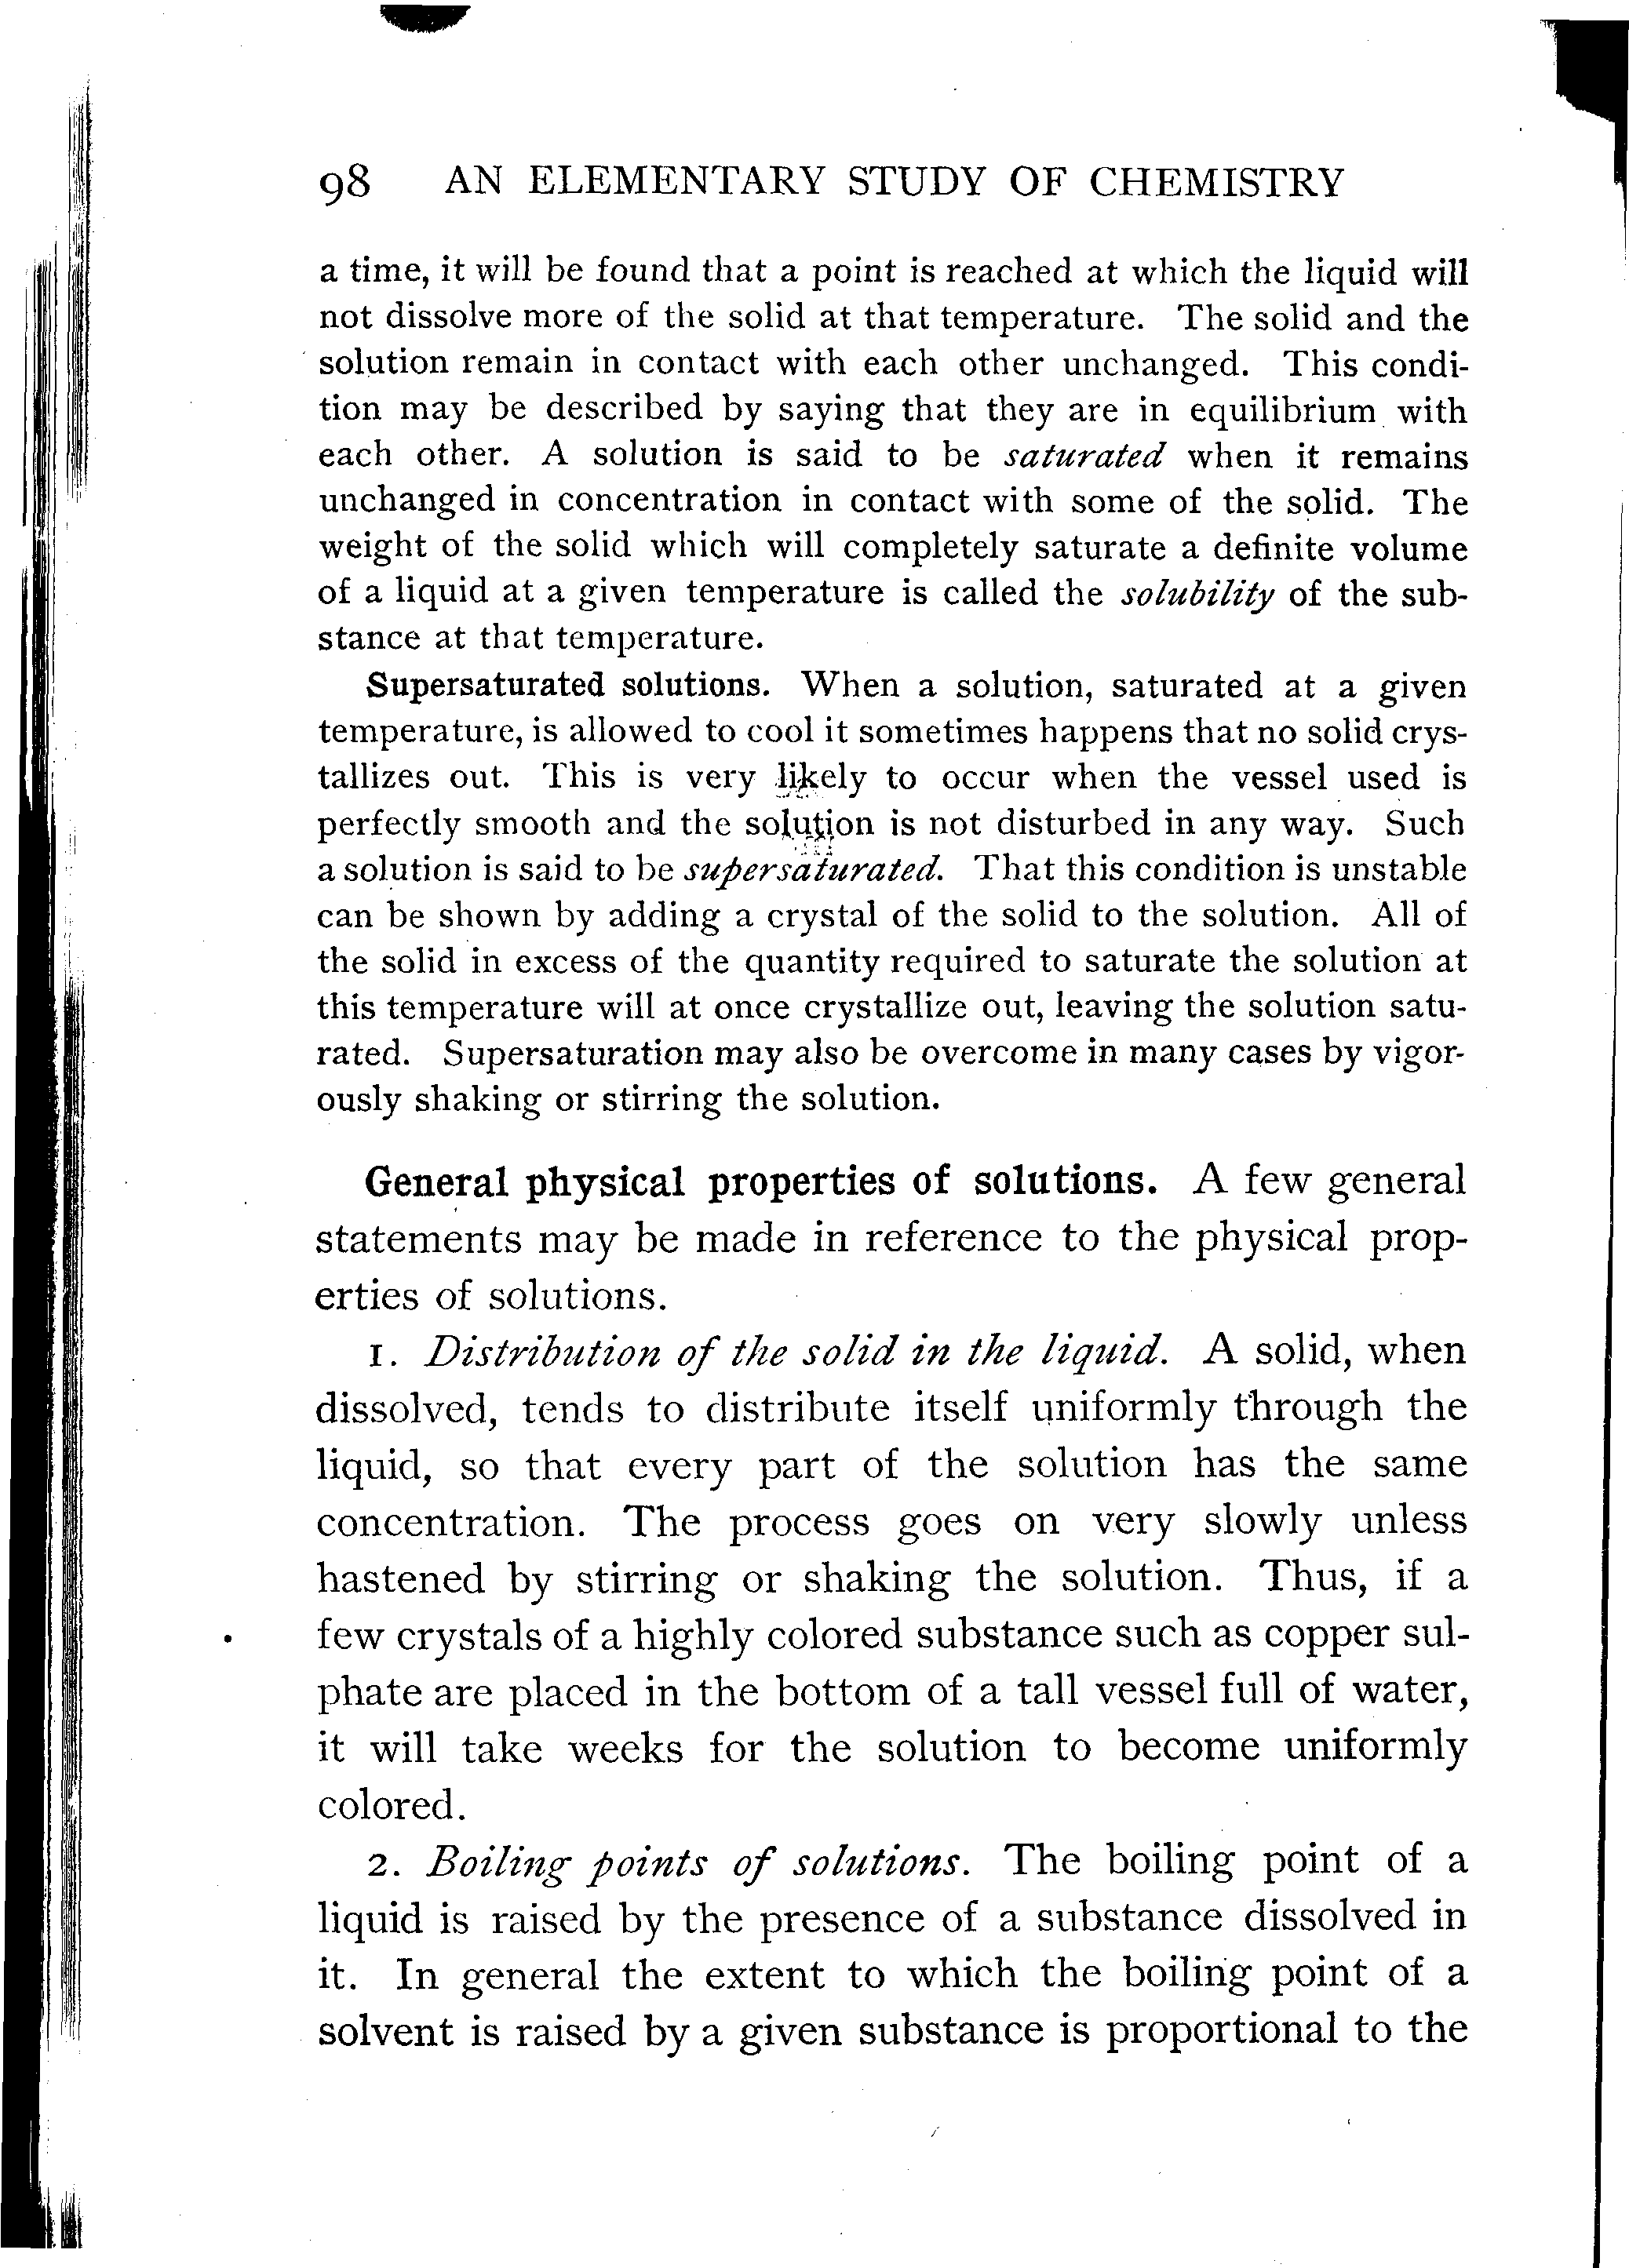 98 AN ELEMENTARY STUDY OF CHEMISTRY
a time, it will be found that a point is reached at which the liquid will
not dissolve more of the solid at that temperature. The solid and the
solution remain in contact with each other unchanged. This condi-
tion may be described by saying that they are in equilibrium with
each other. A solution is said to be saturated when it remains
unchanged in concentration in contact with some of the solid. The
weight of the solid which will completely saturate a definite volume
of a liquid at a given temperature is called the solubility of the sub-
stance at that temperature.
Supersaturated solutions. When a solution, saturated at a given
temperature, is allowed to cool it sometimes happens that no solid crys-
tallizes out. This is very likely to occur when the vessel used is
perfectly smooth and the solution is not disturbed in any way. Such
a solution is said to be supersaturated. That this condition is unstable
can be shown by adding a crystal of the solid to the solution. All of
the solid in excess of the quantity required to saturate the solution at
this temperature will at once crystallize out, leaving the solution satu-
rated. Supersaturation may also be overcome in many cases by vigor-
ously shaking or stirring the solution.
General physical properties of solutions. A few general
statements may be made in reference to the physical prop-
erties of solutions.
1. Distribution of the solid in the liquid. A solid, when
dissolved, tends to distribute itself uniformly through the
liquid, so that every part of the solution has the same
concentration. The process goes on very slowly unless
hastened by stirring or shaking the solution. Thus, if a
few crystals of a highly colored substance such as copper sul-
phate are placed in the bottom of a tall vessel full of water,
it will take weeks for the solution to become uniformly
colored.
2. Boiling points of solutions. The boiling point of a
liquid is raised by the presence of a substance dissolved in
it. In general the extent to which the boiling point of a
solvent is raised by a given substance is proportional to the